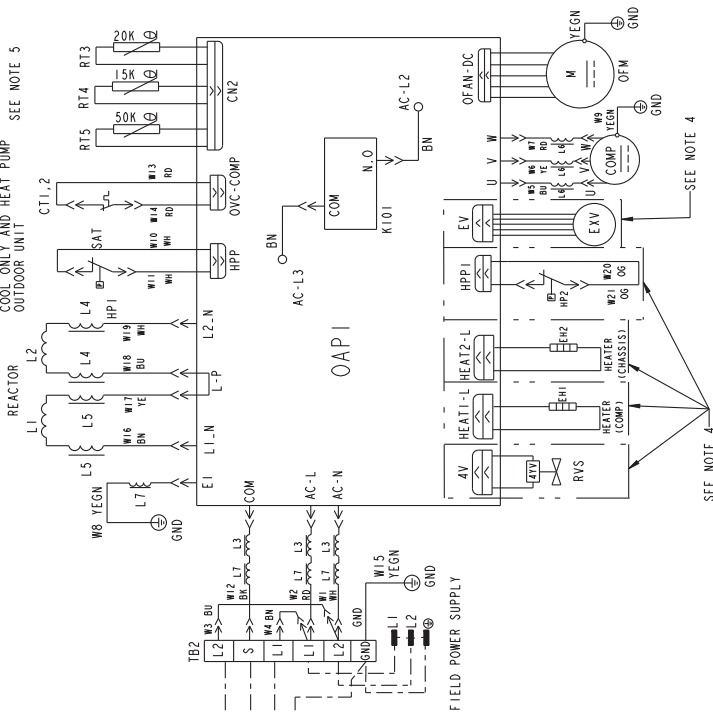 COOL ONLY AND HEAT PUMP
OUTDOOR UNIT
SEE NOTE 5
REACTOR
L1
L2
L5
L5
L4
L4
W16
BN
W17
YE
W18
BU
W19
WH
W8 YEGN
L7
GND
E1
L1_N
L-P
L2_N
HP1
SAT
W11
WH
W10
WH
HPP
CT1,2
W14
RD
W13
RD
OVC-COMP
RT5
50K
RT4
15K
RT3
20K
θ
θ
θ
CN2
TB2
L2
S
L1
L1
L2
GND
W3 BU
W12
BK
W4 BN
W2
RD
W1
WH
L7
L3
L7
L3
L7
L3
COM
AC-L
AC-N
GND
W15
YEGN
GND
L1
L2
FIELD POWER SUPPLY
OAP1
AC-L3
BN
COM
N.O
K101
BN
AC-L2
4V
4YV
RVS
HEAT1-L
EH1
HEATER
(COMP)
HEAT2-L
EH2
HEATER
(CHASSIS)
HPP1
P
HP2
W21
OG
W20
OG
EV
EXV
SEE NOTE 4
SEE NOTE 4
U
V
W
W5
BU
W6
YE
W7
RD
L6
L6
L6
U
V
W
COMP
W9
YEGN
GND
OFAN-DC
M
OFM
YEGN
GND